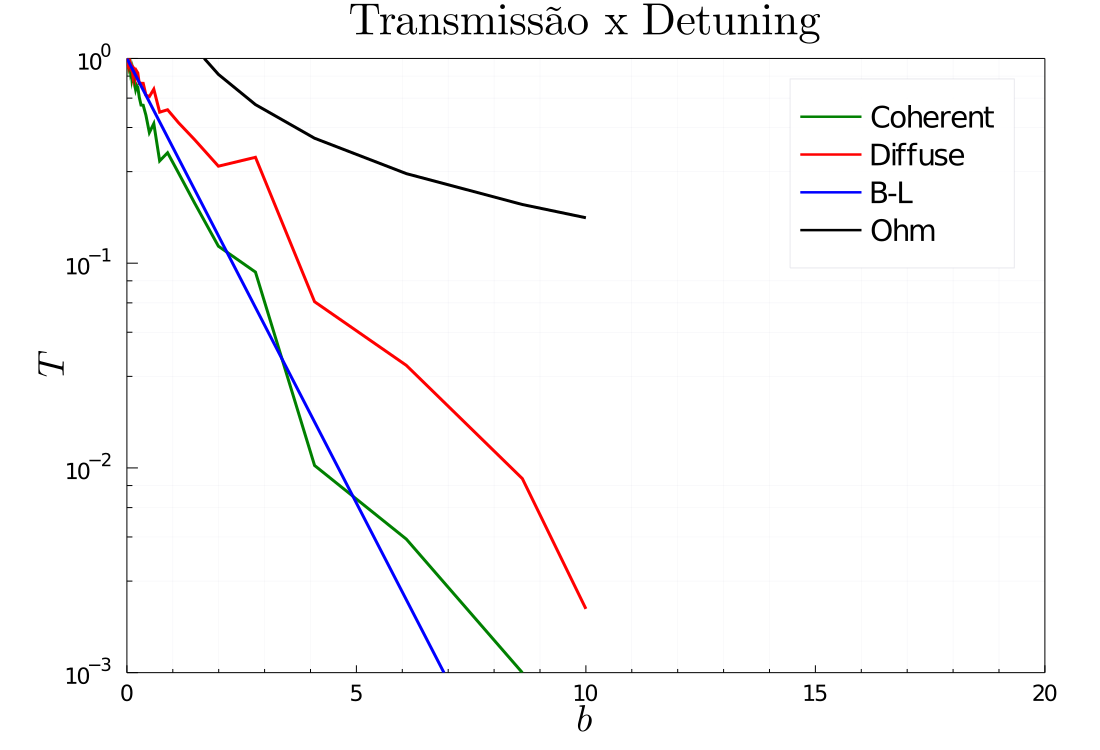 Transmissão x Detuning
10^0
10^-1
10^-2
10^-3
T
Coherent
Diffuse
B-L
Ohm
0 5 10 15 20
b